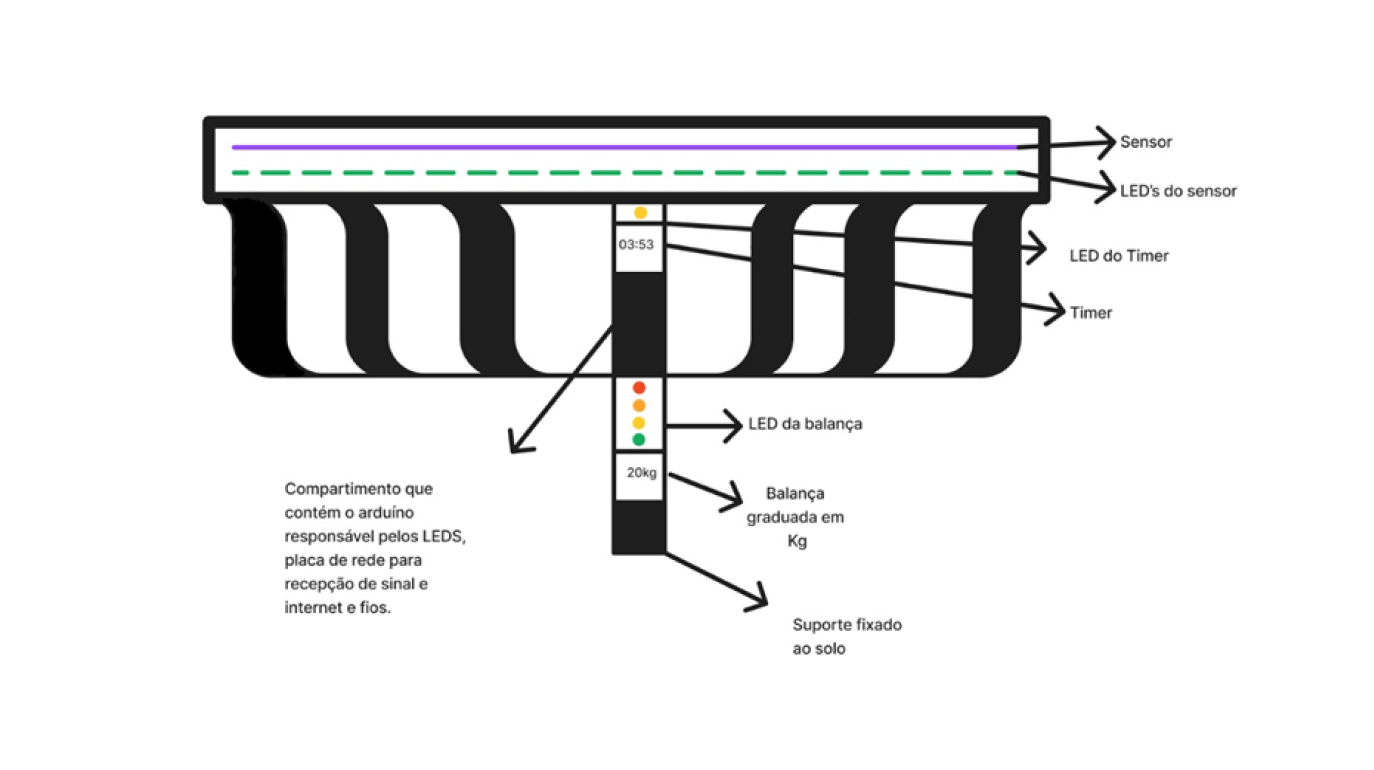 Sensor
LED's do sensor
03:53
LED do Timer
Timer
LED da balança
20kg
Balança
graduada em
Kg
Compartimento que
contém o arduíno
responsável pelos LEDS,
placa de rede para
recepção de sinal e
internet e fios.
Suporte fixado
ao solo